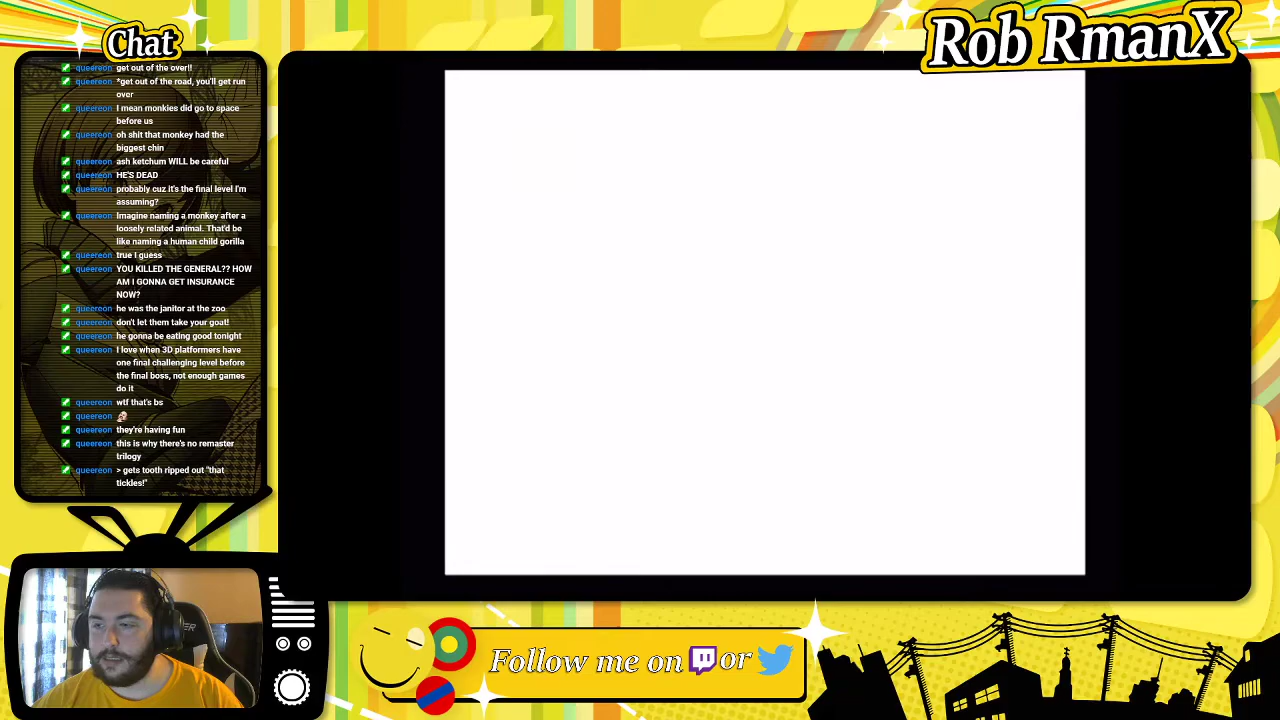 Chat
Rob RmanX
queereon get out of the over!!
queereon *get out of the road, you'll get run
over
queereon I mean monkies did go to space
before us
queereon oh shit that monkey had the
biggest chin
queereon ash ketchum WILL be careful
queereon HE'S DEAD
queereon probably cuz it's the final level I'm
assuming?
queereon Imagine naming a monkey after a
loosely related animal. That'd be
like naming a human child gorilla
queereon true I guess
queereon YOU KILLED THE GENERAL?? HOW
AM I GONNA GET INSURANCE
NOW?
queereon he was the janitor at the zoo
queereon don't let them take your goal!
queereon he gonna be eating good tonight
queereon I love when 3D platformers have
one final challenging level before
the final boss, not enough games
do it
queereon wtf that's bs
queereon
queereon they're having fun
queereon this is why there's no remaster
trilogy
queereon > gets tooth ripped out "that
tickles!"
Follow me on or